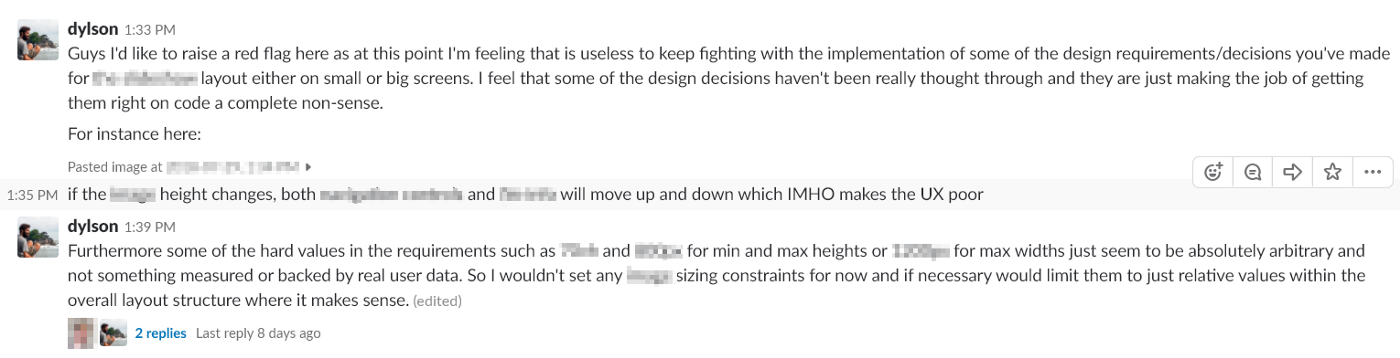 dylson 1:33 PM
Guys I'd like to raise a red flag here as at this point I'm feeling that is useless to keep fighting with the implementation of some of the design requirements/decisions you've made
for layout either on small or big screens. I feel that some of the design decisions haven't been really thought through and they are just making the job of getting
them right on code a complete non-sense.
For instance here:
Pasted image at
1:35 PM if the height changes, both and will move up and down which IMHO makes the UX poor
dylson 1:39 PM
Furthermore some of the hard values in the requirements such as and for min and max heights or for max widths just seem to be absolutely arbitrary and
not something measured or backed by real user data. So I wouldn't set any sizing constraints for now and if necessary would limit them to just relative values within the
overall layout structure where it makes sense. (edited)
2 replies Last reply 8 days ago